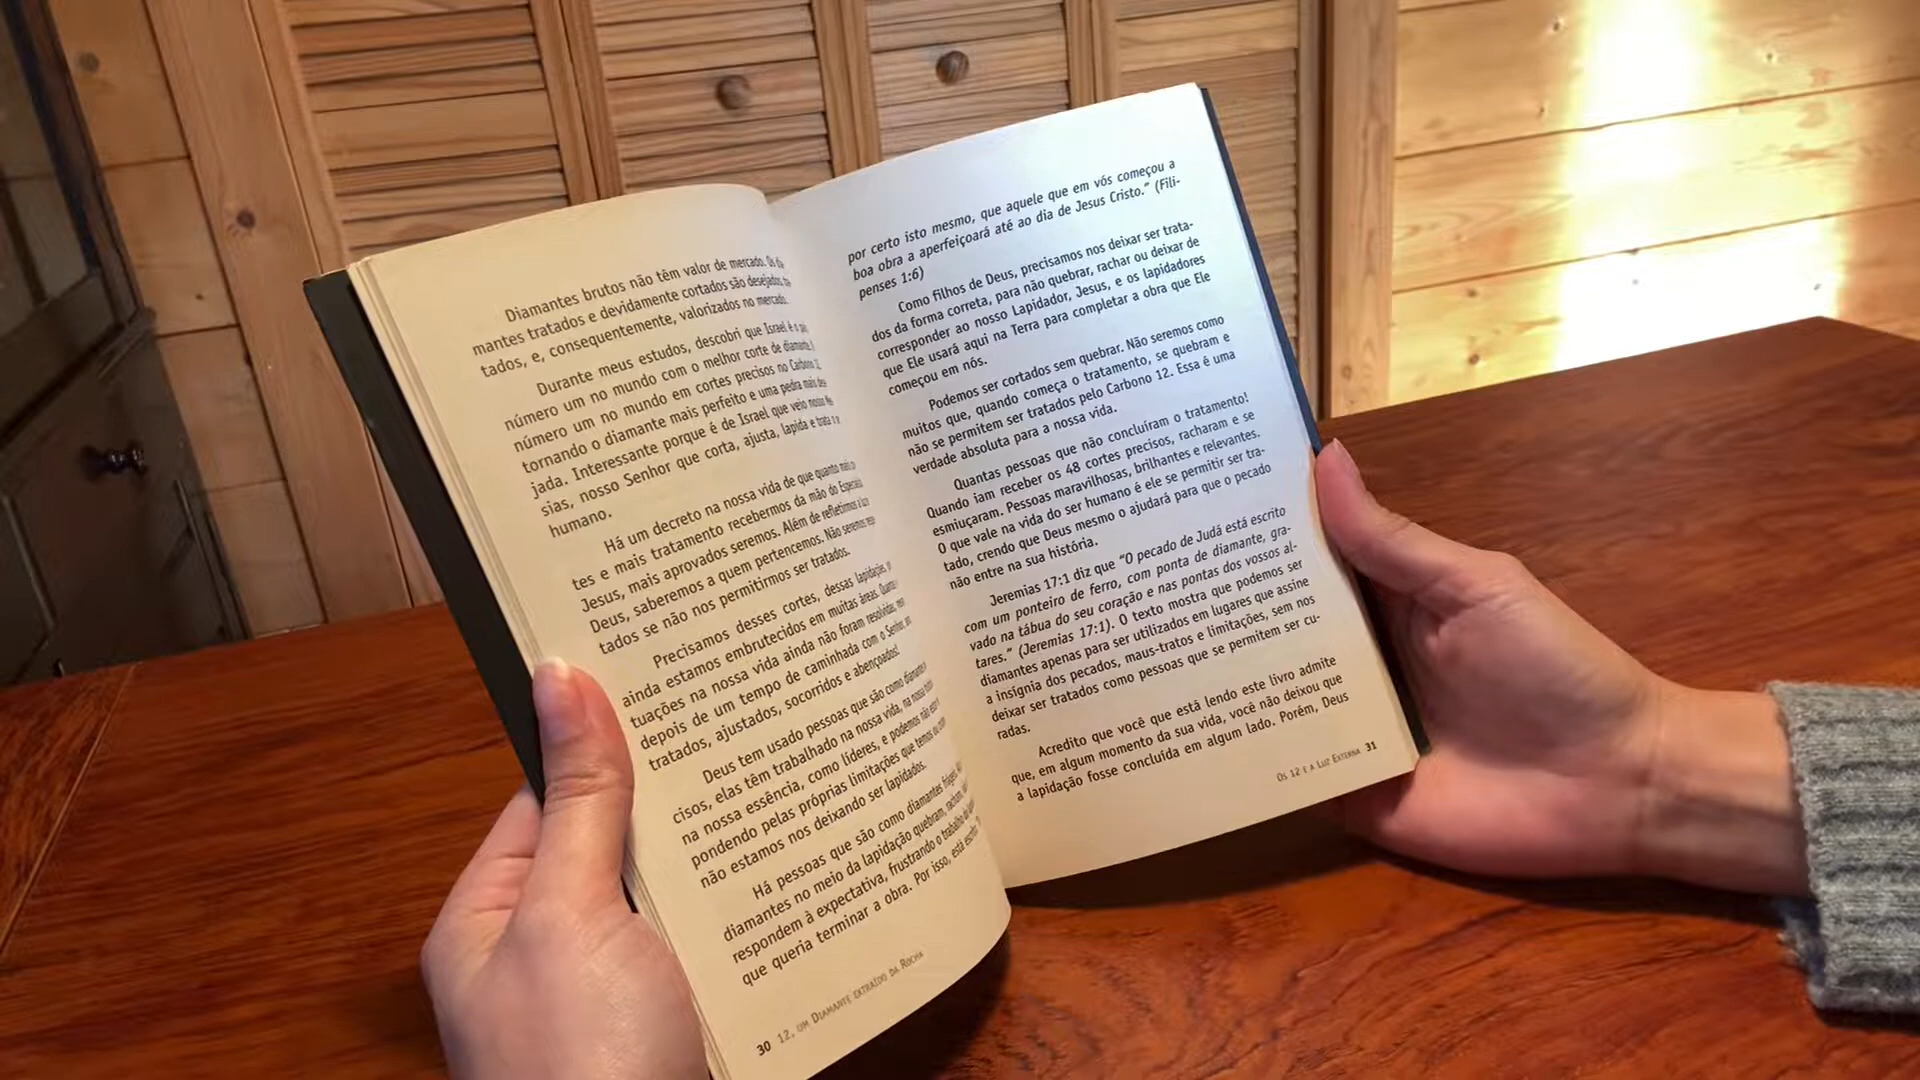 Diamantes brutos não têm valor de mercado. Os dia-
mantes tratados e devidamente cortados são desejados,
tados, e, consequentemente, valorizados no mercado.
Durante meus estudos, descobri que Israel é o
número um no mundo com o melhor corte de diamante.
número um no mundo em cortes precisos no Carbono 12,
tornando o diamante mais perfeito e uma pedra mais
jada. Interessante porque é de Israel que veio nosso
sias, nosso Senhor que corta, ajusta, lapida e trata o
humano.
Há um decreto na nossa vida de que quanto mais
tes e mais tratamento recebermos da mão do
Jesus, mais aprovados seremos. Além de refletirmos a
Deus, saberemos a quem pertencemos. Não seremos
tados se não nos permitirmos ser tratados.
Precisamos desses cortes, dessas lapidações
ainda estamos embrutecidos em muitas áreas.
tuações na nossa vida ainda não foram resolvidas,
depois de um tempo de caminhada com o Senhor,
tratados, ajustados, socorridos e abençoados!
Deus tem usado pessoas que são como diamantes
cisos, elas têm trabalhado na nossa vida, na nossa
na nossa essência, como líderes, e podemos não
pondendo pelas próprias limitações que temos ou
não estamos nos deixando ser lapidados.
Há pessoas que são como diamantes frágeis.
diamantes no meio da lapidação quebram, racham,
respondem à expectativa, frustrando o trabalho
que queria terminar a obra. Por isso, está escrito
30 12, um Diamante extraído da Rocha
por certo isto mesmo, que aquele que em vós começou a
boa obra a aperfeiçoará até ao dia de Jesus Cristo.” (Fili-
penses 1:6)
Como filhos de Deus, precisamos nos deixar ser trata-
dos da forma correta, para não quebrar, rachar ou deixar de
corresponder ao nosso Lapidador, Jesus, e os lapidadores
que Ele usará aqui na Terra para completar a obra que Ele
começou em nós.
Podemos ser cortados sem quebrar. Não seremos como
muitos que, quando começa o tratamento, se quebram e
não se permitem ser tratados pelo Carbono 12. Essa é uma
verdade absoluta para a nossa vida.
Quantas pessoas que não concluíram o tratamento!
Quando iam receber os 48 cortes precisos, racharam e se
esmiuçaram. Pessoas maravilhosas, brilhantes e relevantes.
O que vale na vida do ser humano é ele se permitir ser tra-
tado, crendo que Deus mesmo o ajudará para que o pecado
não entre na sua história.
Jeremias 17:1 diz que “O pecado de Judá está escrito
com um ponteiro de ferro, com ponta de diamante, gra-
vado na tábua do seu coração e nas pontas dos vossos al-
tares.” (Jeremias 17:1). O texto mostra que podemos ser
diamantes apenas para ser utilizados em lugares que assine
a insígnia dos pecados, maus-tratos e limitações, sem nos
deixar ser tratados como pessoas que se permitem ser cu-
radas.
Acredito que você que está lendo este livro admite
que, em algum momento da sua vida, você não deixou que
a lapidação fosse concluída em algum lado. Porém, Deus
Os 12 e a Luz Externa 31